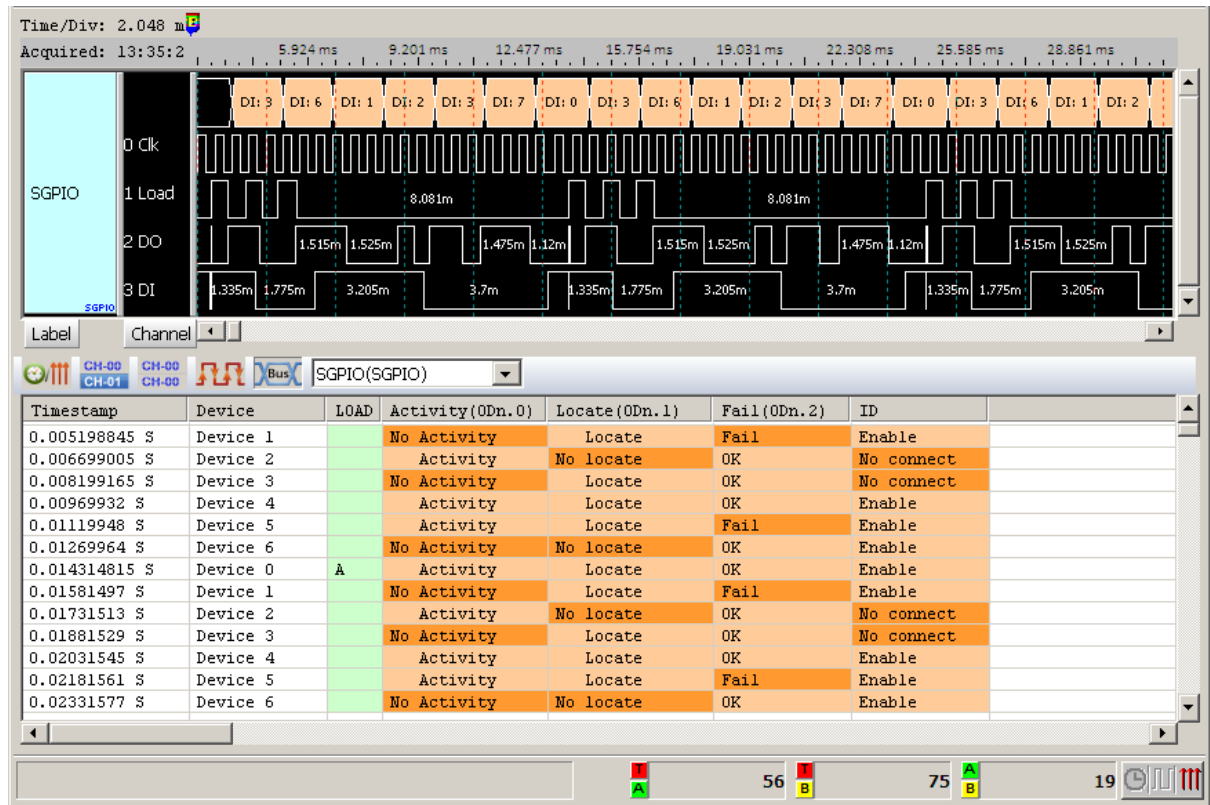 Time/Div: 2.048 m
B
Acquired: 13:35:2
5.924 ms 9.201 ms 12.477 ms 15.754 ms 19.031 ms 22.308 ms 25.585 ms 28.861 ms
DI: 3 DI: 6 DI: 1 DI: 2 DI: 3 DI: 7 DI: 0 DI: 3 DI: 6 DI: 1 DI: 2 DI: 3 DI: 7 DI: 0 DI: 3 DI: 6 DI: 1 DI: 2
0 Clk
SGPIO 1 Load 8.081m 8.081m
2 DO 1.515m 1.525m 1.475m 1.12m 1.515m 1.525m 1.475m 1.12m 1.515m 1.525m
3 DI 1.335m 1.775m 3.205m 3.7m 1.335m 1.775m 3.205m 3.7m 1.335m 1.775m 3.205m
SGPIO
Label Channel
CH-00 CH-00
CH-01 CH-00
Bus SGPIO(SGPIO)
Timestamp Device LOAD Activity(ODn.0) Locate(ODn.1) Fail(ODn.2) ID
0.005198845 S Device 1 No Activity Locate Fail Enable
0.006699005 S Device 2 Activity No locate OK No connect
0.008199165 S Device 3 No Activity Locate OK No connect
0.00969932 S Device 4 Activity Locate OK Enable
0.01119948 S Device 5 Activity Locate Fail Enable
0.01269964 S Device 6 No Activity No locate OK Enable
0.014314815 S Device 0 A Activity Locate OK Enable
0.01581497 S Device 1 No Activity Locate Fail Enable
0.01731513 S Device 2 Activity No locate OK No connect
0.01881529 S Device 3 No Activity Locate OK No connect
0.02031545 S Device 4 Activity Locate OK Enable
0.02181561 S Device 5 Activity Locate Fail Enable
0.02331577 S Device 6 No Activity No locate OK Enable
T A 56 T B 75 A B 19